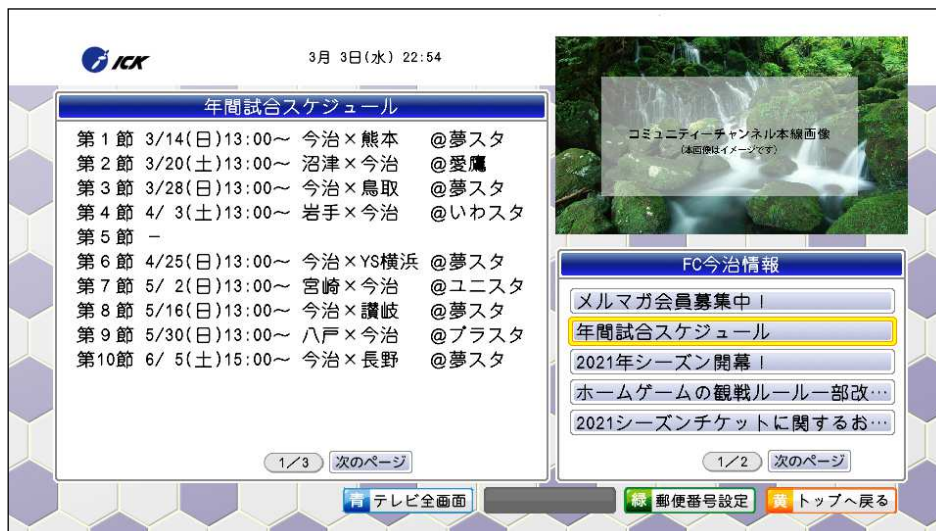 ICK
3月 3日(水) 22:54
年間試合スケジュール
第1節 3/14(日)13:00～ 今治×熊本 @夢スタ
第2節 3/20(土)13:00～ 沼津×今治 @愛鷹
第3節 3/28(日)13:00～ 今治×鳥取 @夢スタ
第4節 4/ 3(土)13:00～ 岩手×今治 @いわスタ
第5節 －
第6節 4/25(日)13:00～ 今治×YS横浜 @夢スタ
第7節 5/ 2(日)13:00～ 宮崎×今治 @ユニスタ
第8節 5/16(日)13:00～ 今治×讃岐 @夢スタ
第9節 5/30(日)13:00～ 八戸×今治 @プラスタ
第10節 6/ 5(土)15:00～ 今治×長野 @夢スタ
1／3 次のページ
コミュニティーチャンネル本線画像
(本画像はイメージです)
FC今治情報
メルマガ会員募集中！
年間試合スケジュール
2021年シーズン開幕！
ホームゲームの観戦ルール一部改…
2021シーズンチケットに関するお…
1／2 次のページ
青 テレビ全画面 緑 郵便番号設定 黄 トップへ戻る